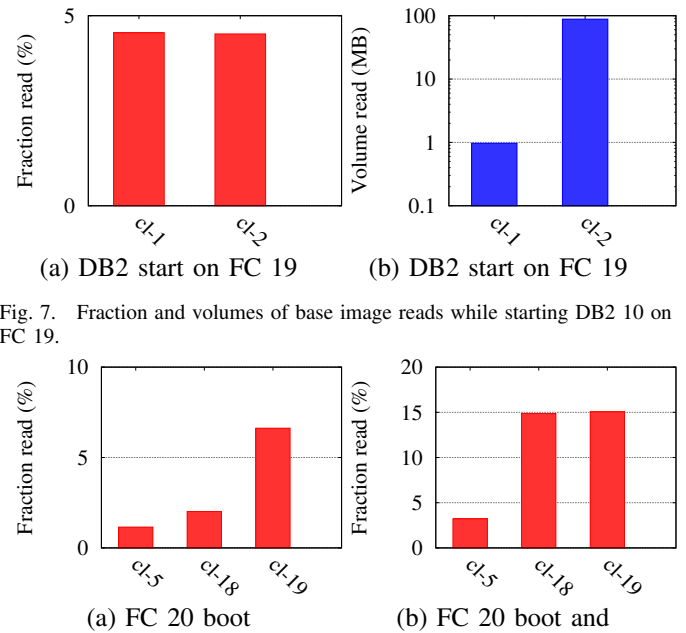 5
0
Fraction read (%)
cl-1
cl-2
(a) DB2 start on FC 19
100
10
1
0.1
Volume read (MB)
cl-1
cl-2
(b) DB2 start on FC 19
Fig. 7. Fraction and volumes of base image reads while starting DB2 10 on
FC 19.
10
5
0
Fraction read (%)
cl-5
cl-18
cl-19
(a) FC 20 boot
20
15
10
5
0
Fraction read (%)
cl-5
cl-18
cl-19
(b) FC 20 boot and